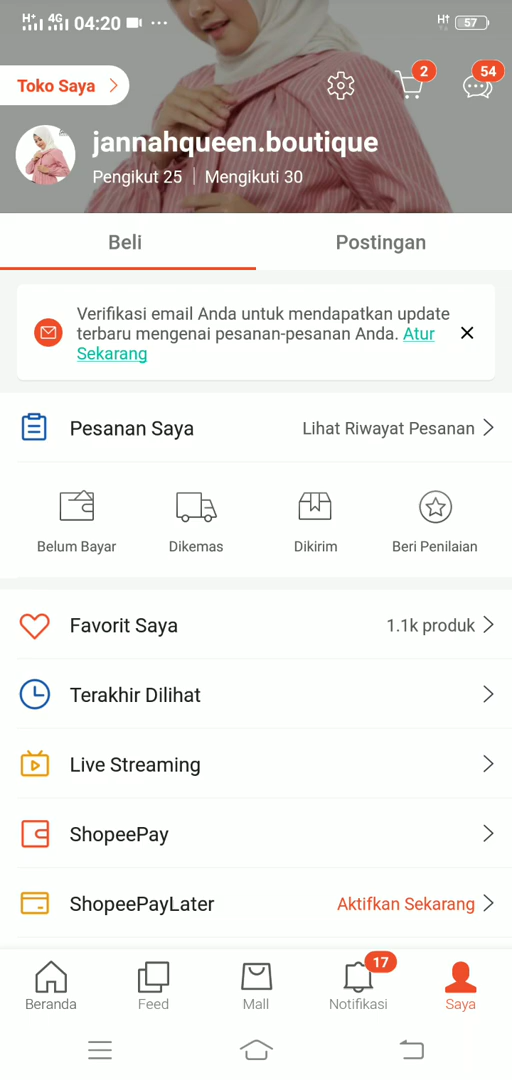 H+ 4G 04:20 H↑ 57
Toko Saya 2 54
jannahqueen.boutique
Pengikut 25 | Mengikuti 30
Beli Postingan
Verifikasi email Anda untuk mendapatkan update
terbaru mengenai pesanan-pesanan Anda. Atur
Sekarang
Pesanan Saya Lihat Riwayat Pesanan
Belum Bayar Dikemas Dikirim Beri Penilaian
Favorit Saya 1.1k produk
Terakhir Dilihat
Live Streaming
ShopeePay
ShopeePayLater Aktifkan Sekarang
17
Beranda Feed Mall Notifikasi Saya